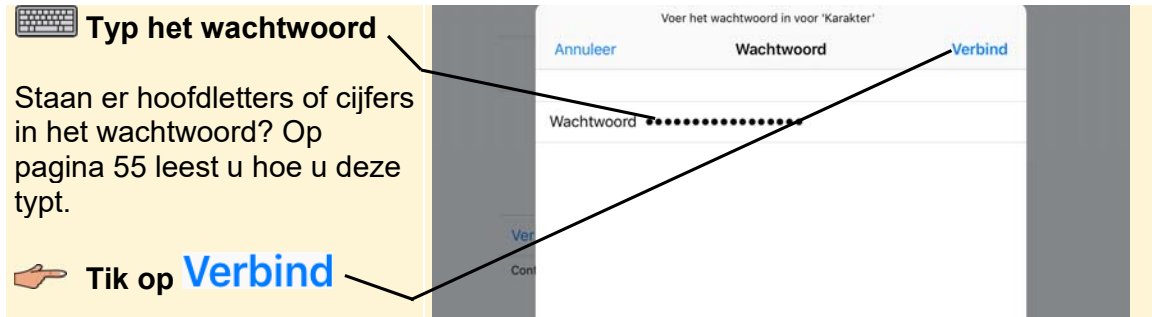 Typ het wachtwoord
Staan er hoofdletters of cijfers
in het wachtwoord? Op
pagina 55 leest u hoe u deze
typt.
Tik op Verbind
Voer het wachtwoord in voor 'Karakter'
Annuleer Wachtwoord Verbind
Wachtwoord ●●●●●●●●●●●●●●●●●
Ver
Cont